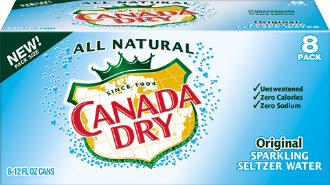 NEW!
PACK SIZE
ALL NATURAL
8
PACK
SINCE 1904
CANADA
DRY
✓Unsweetened
✓Zero Calories
✓Zero Sodium
Original
SPARKLING
SELTZER WATER
8-12 FL OZ CANS